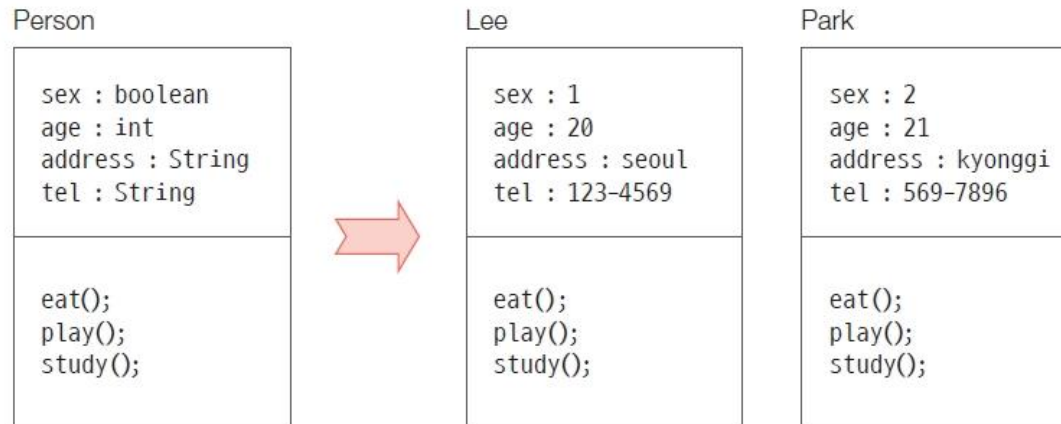 Person
sex : boolean
age : int
address : String
tel : String
eat();
play();
study();
Lee
sex : 1
age : 20
address : seoul
tel : 123-4569
eat();
play();
study();
Park
sex : 2
age : 21
address : kyonggi
tel : 569-7896
eat();
play();
study();